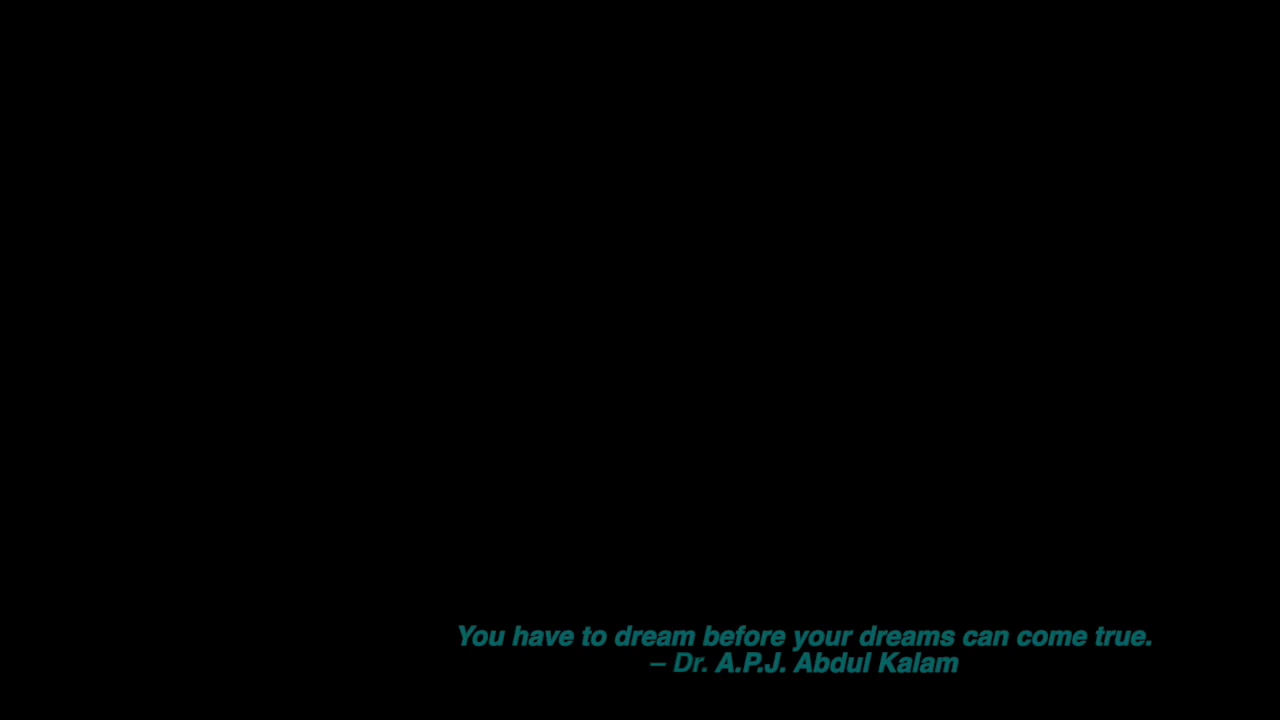 You have to dream before your dreams can come true.
– Dr. A.P.J. Abdul Kalam